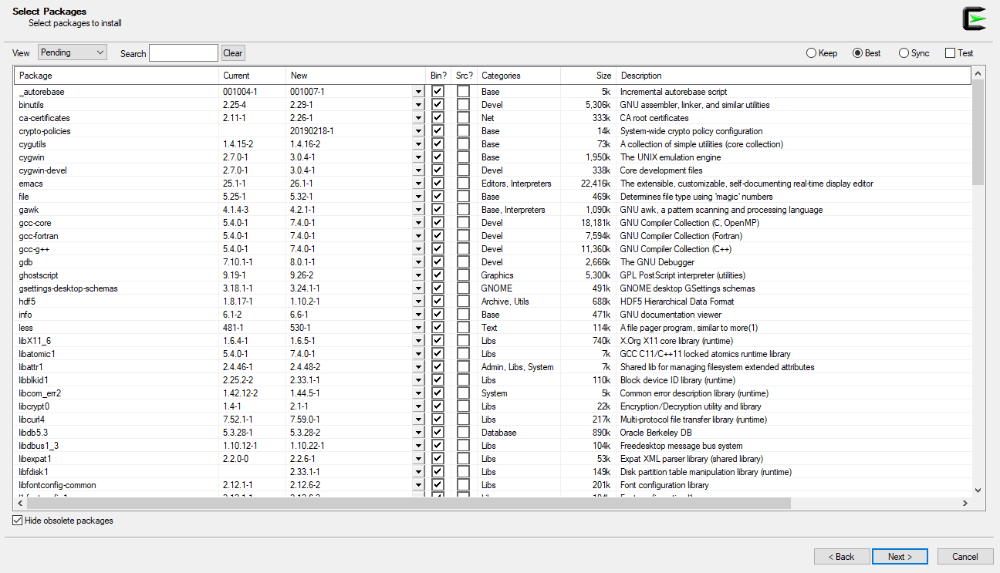 Select Packages
Select packages to install
View Pending Search Clear Keep Best Sync Test
Package Current New Bin? Src? Categories Size Description
_autorebase 001004-1 001007-1 Base 5k Incremental autorebase script
binutils 2.25-4 2.29-1 Devel 5,306k GNU assembler, linker, and similar utilities
ca-certificates 2.11-1 2.26-1 Net 333k CA root certificates
crypto-policies 20190218-1 Base 14k System-wide crypto policy configuration
cygutils 1.4.15-2 1.4.16-2 Base 73k A collection of simple utilities (core collection)
cygwin 2.7.0-1 3.0.4-1 Base 1,950k The UNIX emulation engine
cygwin-devel 2.7.0-1 3.0.4-1 Devel 338k Core development files
emacs 25.1-1 26.1-1 Editors, Interpreters 22,416k The extensible, customizable, self-documenting real-time display editor
file 5.25-1 5.32-1 Base 469k Determines file type using 'magic' numbers
gawk 4.1.4-3 4.2.1-1 Base, Interpreters 1,090k GNU awk, a pattern scanning and processing language
gcc-core 5.4.0-1 7.4.0-1 Devel 18,181k GNU Compiler Collection (C, OpenMP)
gcc-fortran 5.4.0-1 7.4.0-1 Devel 7,594k GNU Compiler Collection (Fortran)
gcc-g++ 5.4.0-1 7.4.0-1 Devel 11,360k GNU Compiler Collection (C++)
gdb 7.10.1-1 8.0.1-1 Devel 2,666k The GNU Debugger
ghostscript 9.19-1 9.26-2 Graphics 5,300k GPL PostScript interpreter (utilities)
gsettings-desktop-schemas 3.18.1-1 3.24.1-1 GNOME 491k GNOME desktop GSettings schemas
hdf5 1.8.17-1 1.10.2-1 Archive, Utils 688k HDF5 Hierarchical Data Format
info 6.1-2 6.6-1 Base 471k GNU documentation viewer
less 481-1 530-1 Text 114k A file pager program, similar to more(1)
libX11_6 1.6.4-1 1.6.5-1 Libs 740k X.Org X11 core library (runtime)
libatomic1 5.4.0-1 7.4.0-1 Libs 7k GCC C11/C++11 locked atomics runtime library
libattr1 2.4.46-1 2.4.48-2 Admin, Libs, System 7k Shared lib for managing filesystem extended attributes
libblkid1 2.25.2-2 2.33.1-1 Libs 110k Block device ID library (runtime)
libcom_err2 1.42.12-2 1.44.5-1 System 5k Common error description library (runtime)
libcrypt0 1.4-1 2.1-1 Libs 22k Encryption/Decryption utility and library
libcurl4 7.52.1-1 7.59.0-1 Libs 217k Multi-protocol file transfer library (runtime)
libdb5.3 5.3.28-1 5.3.28-2 Database 890k Oracle Berkeley DB
libdbus1_3 1.10.12-1 1.10.22-1 Libs 104k Freedesktop message bus system
libexpat1 2.2.0-0 2.2.6-1 Libs 53k Expat XML parser library (shared library)
libfdisk1 2.33.1-1 Libs 149k Disk partition table manipulation library (runtime)
libfontconfig-common 2.12.1-1 2.12.6-2 Libs 201k Font configuration library
Hide obsolete packages
< Back Next > Cancel